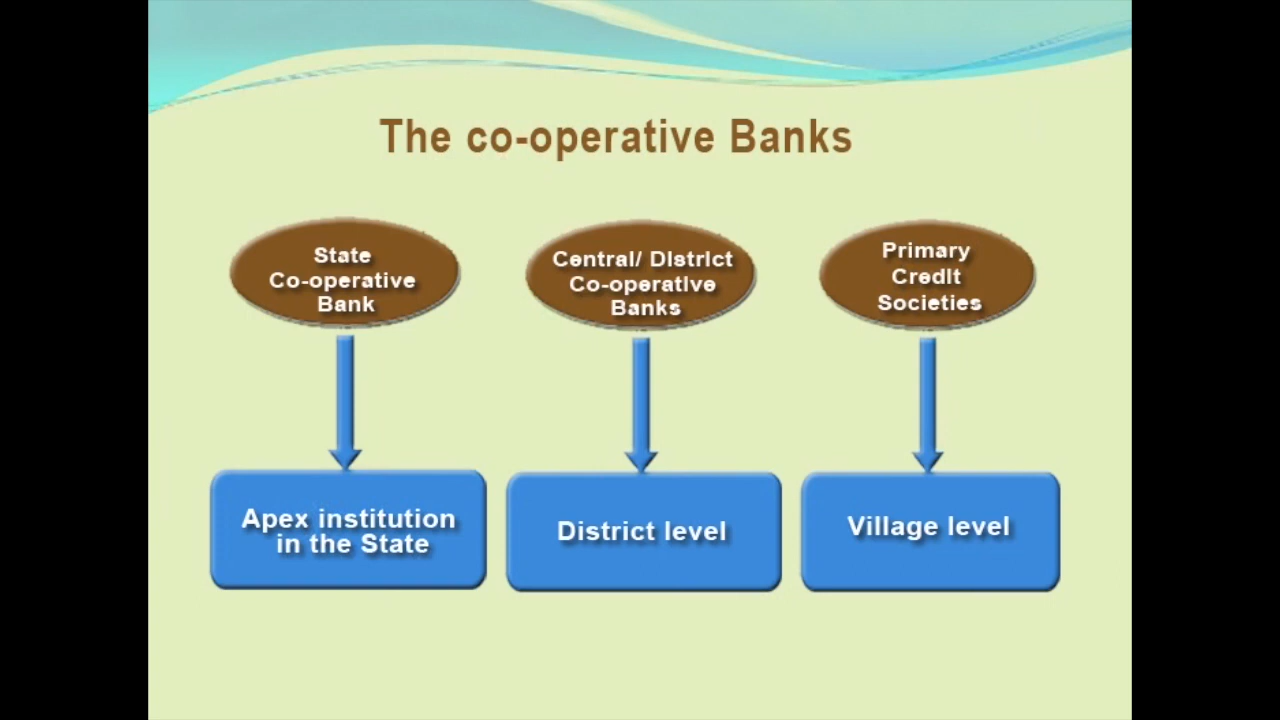 The co-operative Banks
State
Co-operative
Bank
Central/ District
Co-operative
Banks
Primary
Credit
Societies
Apex institution
in the State
District level
Village level